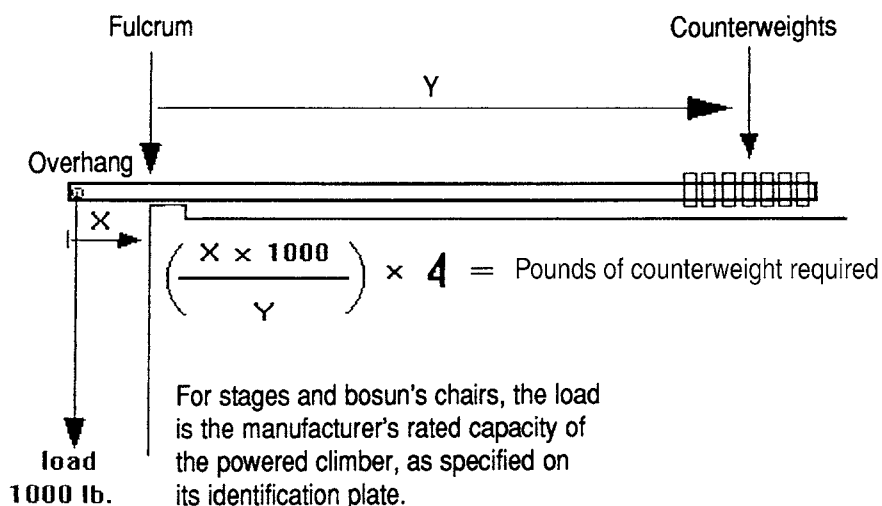 Fulcrum
Counterweights
Y
Overhang
X
( X × 1000 / Y ) × 4 = Pounds of counterweight required
For stages and bosun's chairs, the load
is the manufacturer's rated capacity of
the powered climber, as specified on
its identification plate.
load
1000 lb.